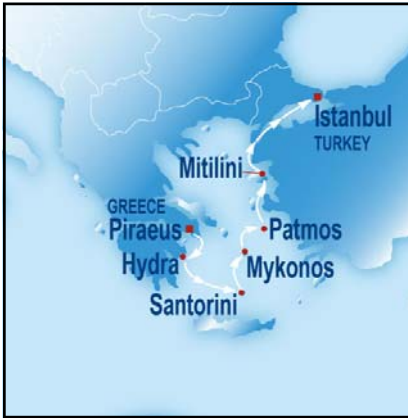 Istanbul
TURKEY
Mitilini
GREECE
Piraeus
Patmos
Hydra
Mykonos
Santorini